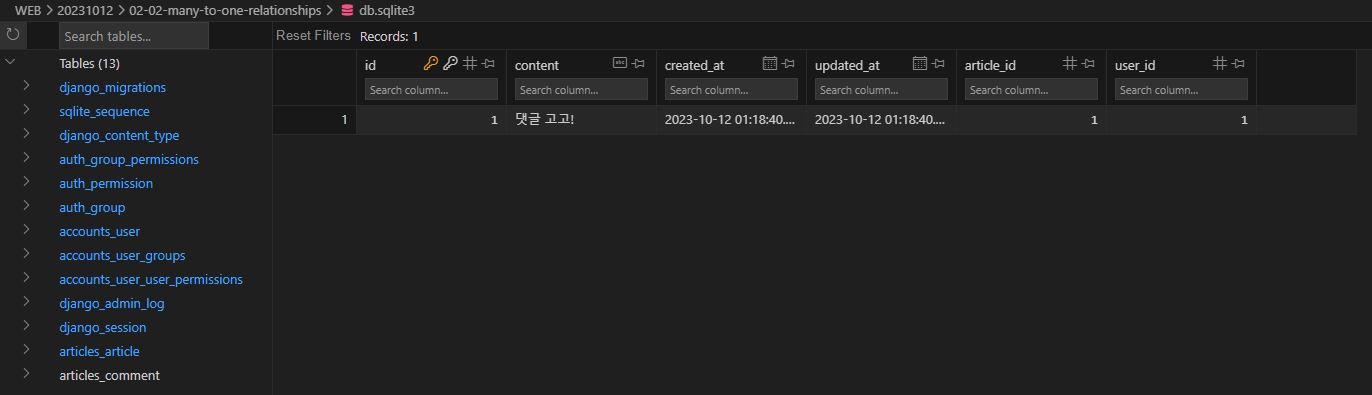 WEB > 20231012 > 02-02-many-to-one-relationships > db.sqlite3
Search tables... Reset Filters Records: 1
Tables (13)
id content created_at updated_at article_id user_id
Search column... Search column... Search column... Search column... Search column... Search column...
1 1 댓글 고고! 2023-10-12 01:18:40.... 2023-10-12 01:18:40.... 1 1
django_migrations
sqlite_sequence
django_content_type
auth_group_permissions
auth_permission
auth_group
accounts_user
accounts_user_groups
accounts_user_user_permissions
django_admin_log
django_session
articles_article
articles_comment